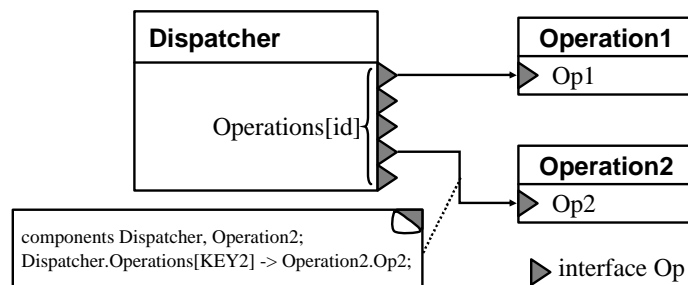 Dispatcher
Operation1
Op1
Operations[id]
Operation2
Op2
components Dispatcher, Operation2;
Dispatcher.Operations[KEY2] -> Operation2.Op2;
interface Op